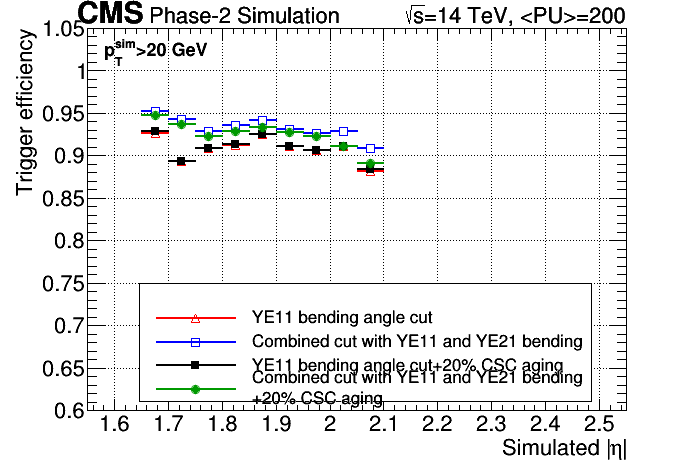 CMS Phase-2 Simulation √s=14 TeV, <PU>=200
p_T^sim>20 GeV
Trigger efficiency
1.05
1
0.95
0.9
0.85
0.8
0.75
0.7
0.65
0.6
YE11 bending angle cut
Combined cut with YE11 and YE21 bending
YE11 bending angle cut+20% CSC aging
Combined cut with YE11 and YE21 bending
+20% CSC aging
1.6 1.7 1.8 1.9 2 2.1 2.2 2.3 2.4 2.5
Simulated |η|